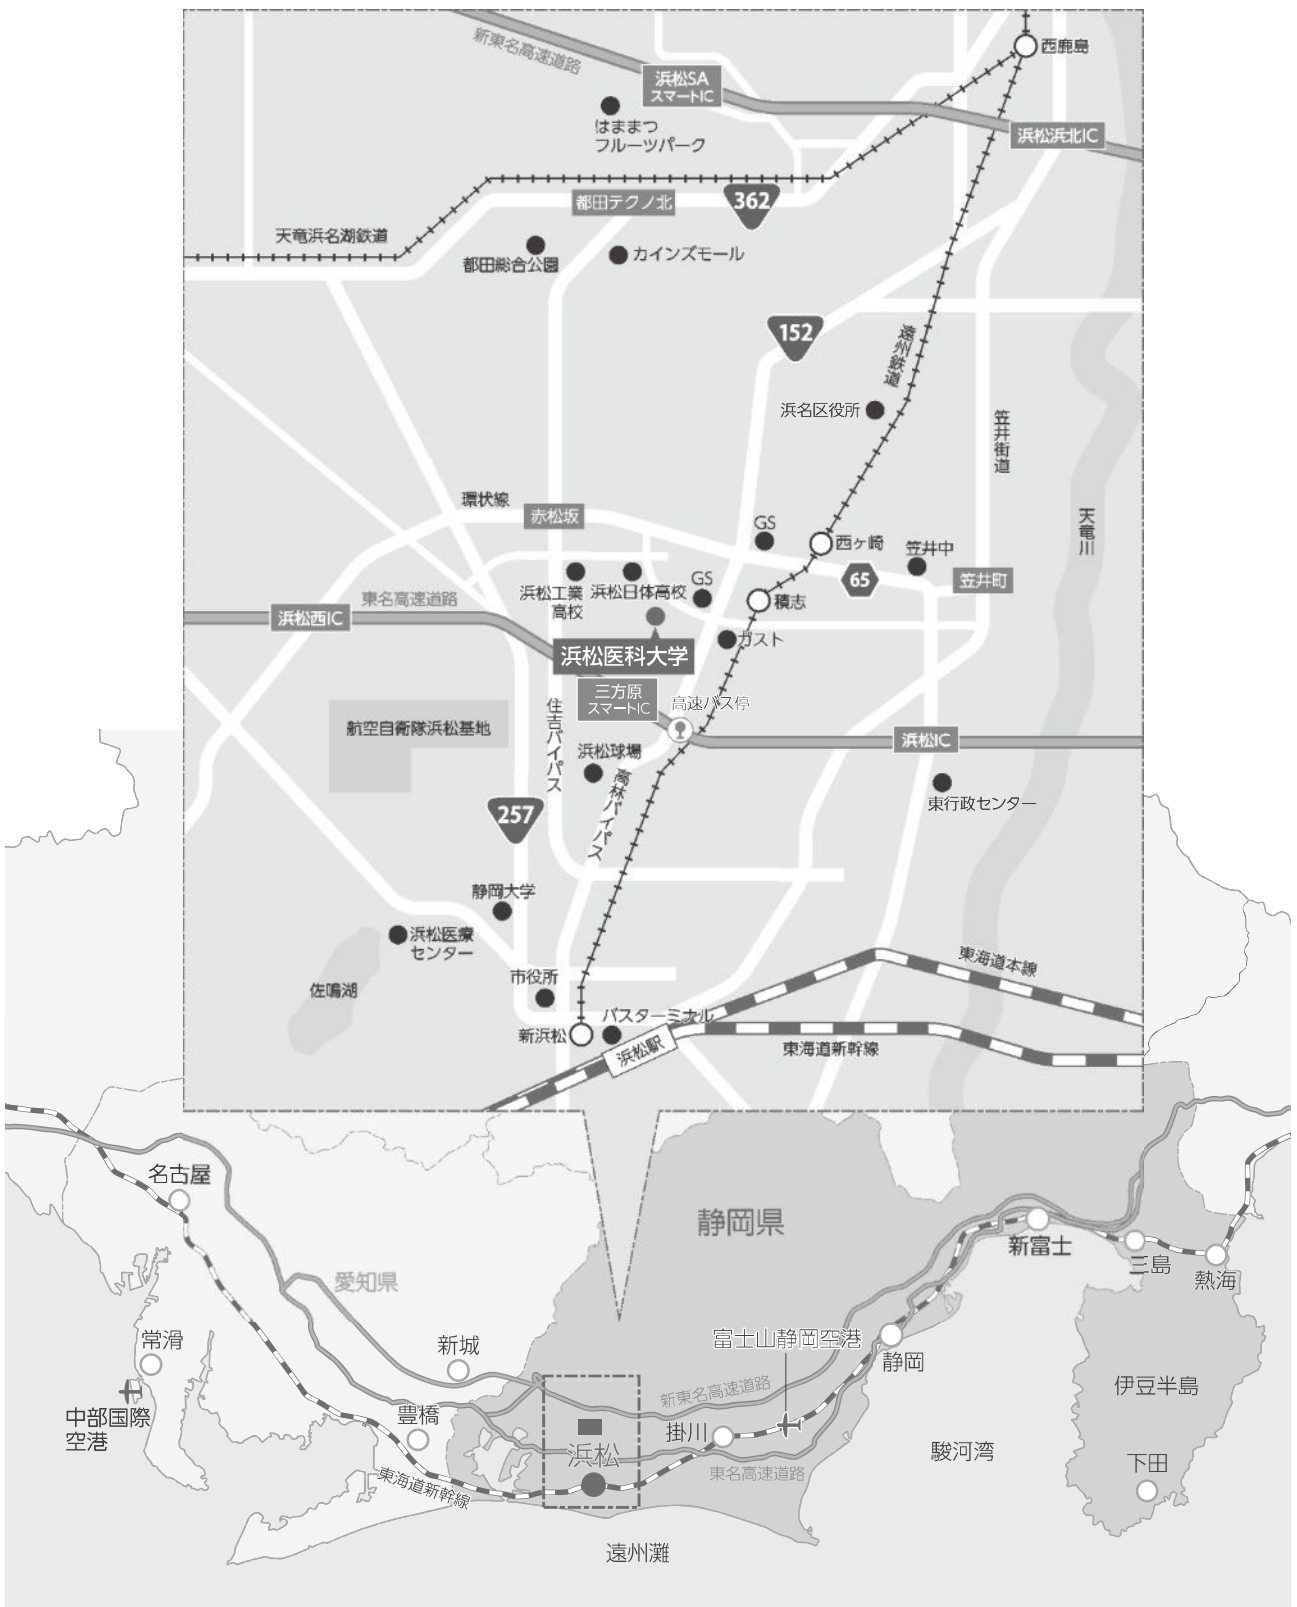 新東名高速道路
西鹿島
浜松SA
スマートIC
はままつ
フルーツパーク
浜松浜北IC
都田テクノ北
362
天竜浜名湖鉄道
都田総合公園
カインズモール
152
遠州鉄道
浜名区役所
笠井街道
天竜川
環状線
赤松坂
GS
西ヶ崎
笠井中
65
笠井町
浜松工業
高校
浜松日体高校
GS
積志
東名高速道路
浜松西IC
ガスト
浜松医科大学
三方原
スマートIC
高速バス停
住吉バイパス
航空自衛隊浜松基地
浜松IC
浜松球場
高林バイパス
東行政センター
257
静岡大学
浜松医療
センター
佐鳴湖
市役所
バスターミナル
新浜松
浜松駅
東海道本線
東海道新幹線
名古屋
静岡県
新富士
三島
熱海
愛知県
常滑
新城
富士山静岡空港
静岡
中部国際
空港
豊橋
新東名高速道路
掛川
伊豆半島
浜松
東名高速道路
駿河湾
下田
東海道新幹線
遠州灘